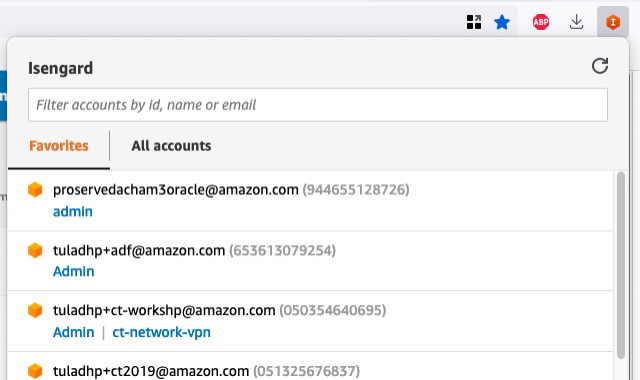 ABP
I
Isengard
Filter accounts by id, name or email
Favorites
All accounts
proservedacham3oracle@amazon.com (944655128726)
admin
tuladhp+adf@amazon.com (653613079254)
Admin
tuladhp+ct-workshp@amazon.com (050354640695)
Admin | ct-network-vpn
tuladhp+ct2019@amazon.com (051325676837)